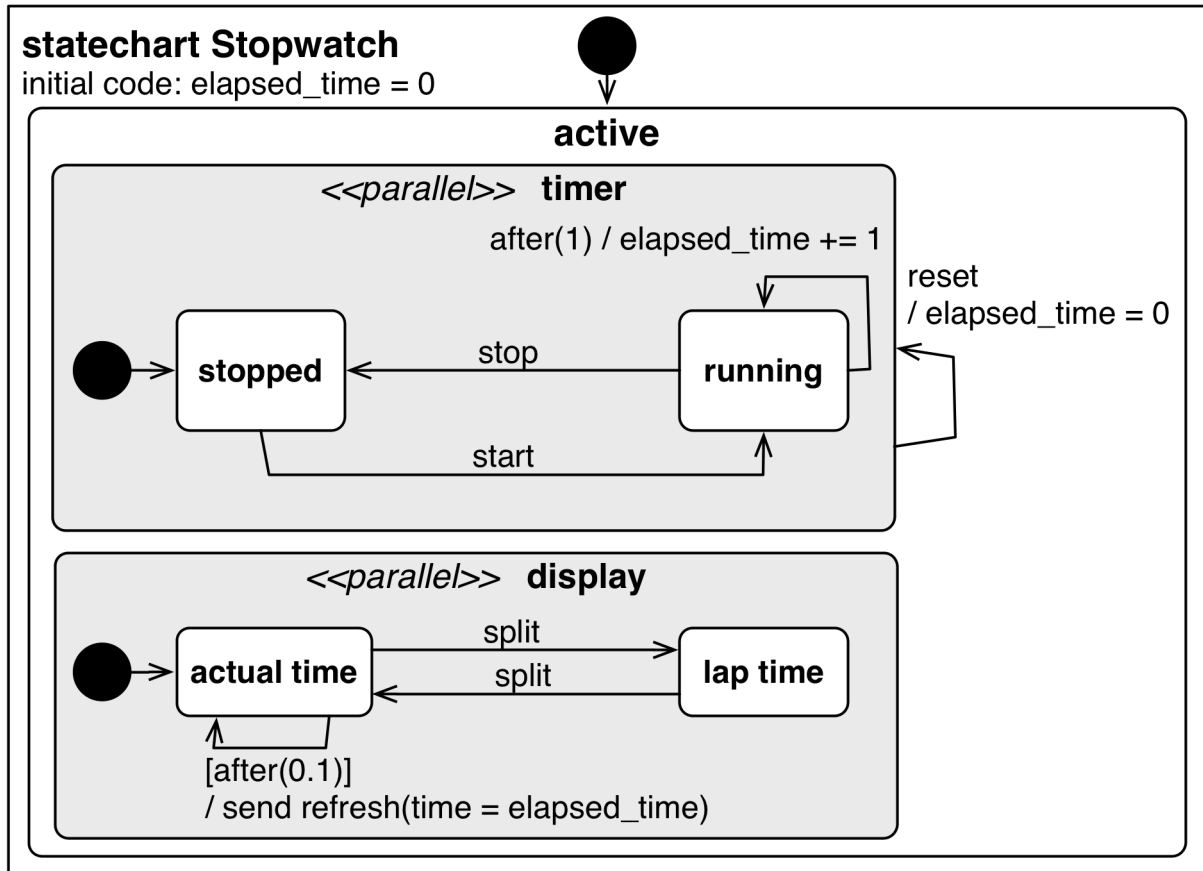 statechart Stopwatch
initial code: elapsed_time = 0
active
<<parallel>> timer
after(1) / elapsed_time += 1
reset
/ elapsed_time = 0
stopped
stop
running
start
<<parallel>> display
actual time
split
split
lap time
[after(0.1)]
/ send refresh(time = elapsed_time)